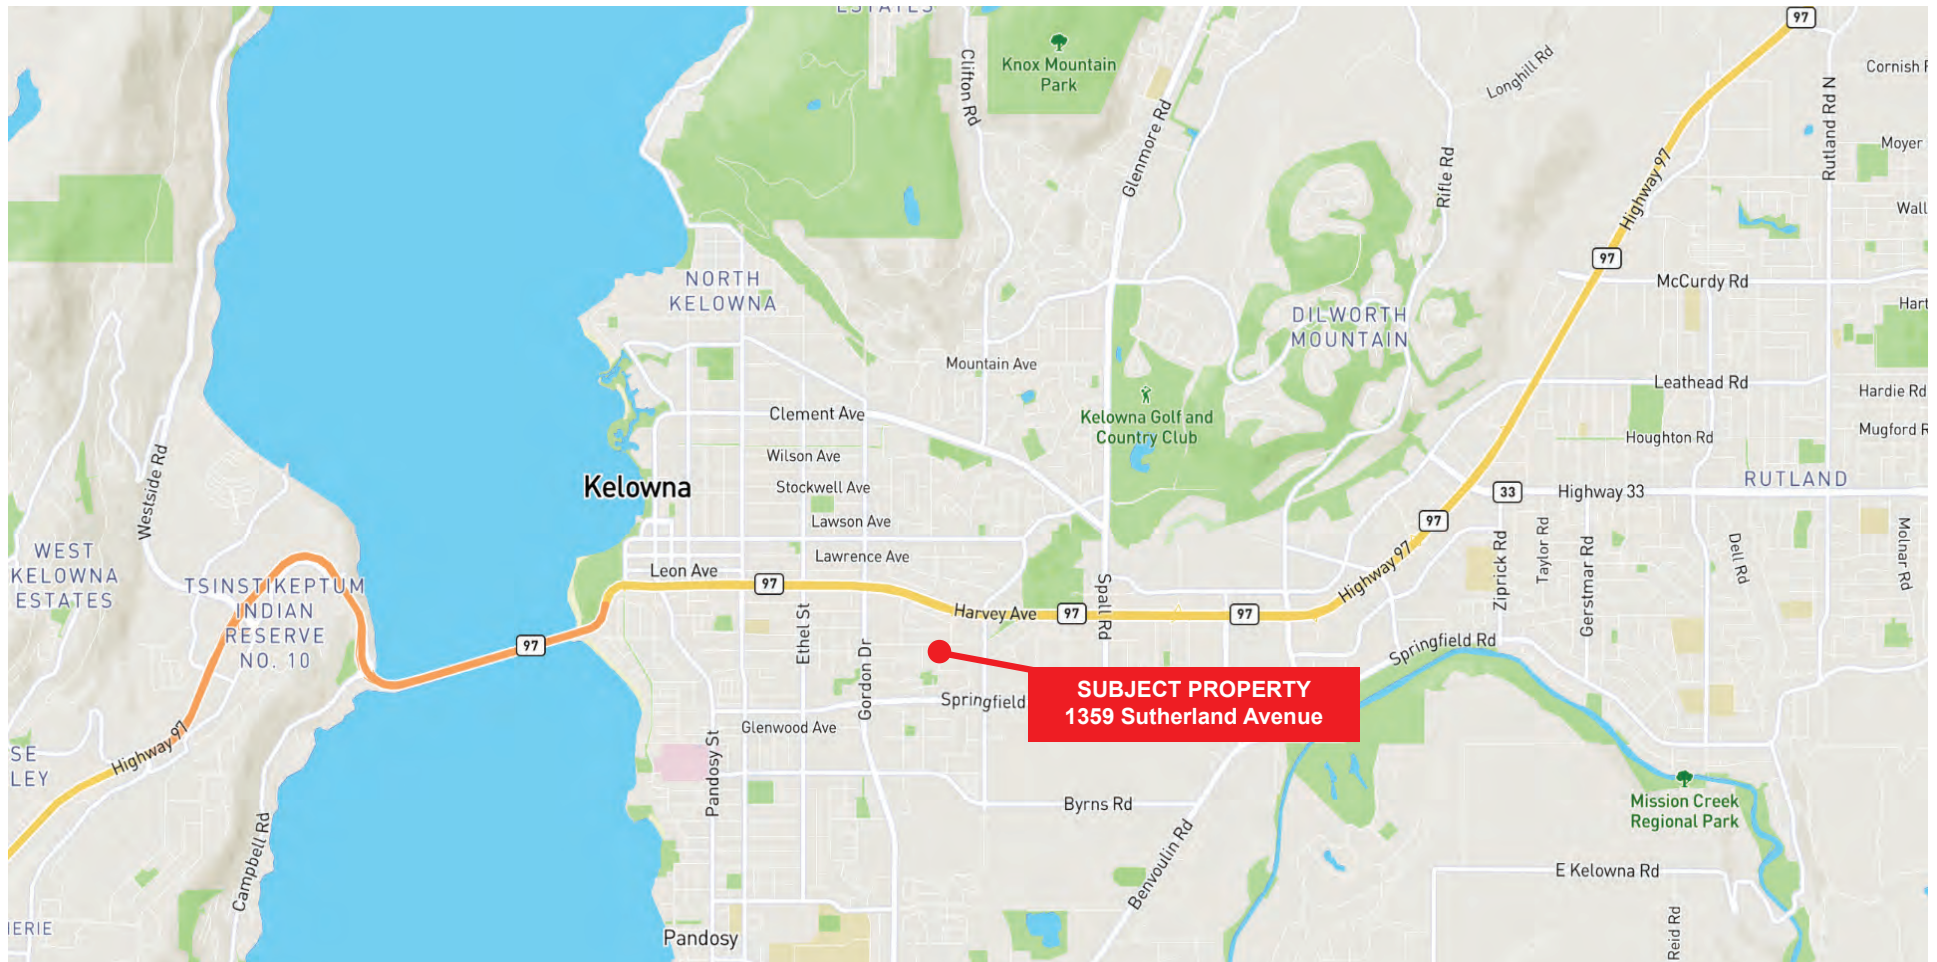 ESTATES
97
Knox Mountain
Park
Clifton Rd
Longhill Rd
Cornish
Glenmore Rd
Rutland Rd N
Moyer
Rifle Rd
Highway 97
Wall
97
McCurdy Rd
NORTH
KELOWNA
Hart
DILWORTH
MOUNTAIN
Mountain Ave
Leathead Rd
Hardie Rd
Clement Ave
Kelowna Golf and
Country Club
Mugford R
Houghton Rd
Wilson Ave
Westside Rd
Kelowna
Stockwell Ave
RUTLAND
33
Highway 33
Lawson Ave
97
WEST
KELOWNA
ESTATES
Lawrence Ave
Ziprick Rd
Taylor Rd
Gerstmar Rd
Dell Rd
Molnar Rd
TSINSTIKEPTUM
INDIAN
RESERVE
NO. 10
Leon Ave
97
Highway 97
Harvey Ave
97
Spall Rd
97
Ethel St
Gordon Dr
97
Springfield Rd
SUBJECT PROPERTY
1359 Sutherland Avenue
Springfield
Glenwood Ave
Highway 97
SE
LEY
Pandosy St
Mission Creek
Regional Park
Byrns Rd
Campbell Rd
Benvoulin Rd
E Kelowna Rd
IERIE
Pandosy
Reid Rd